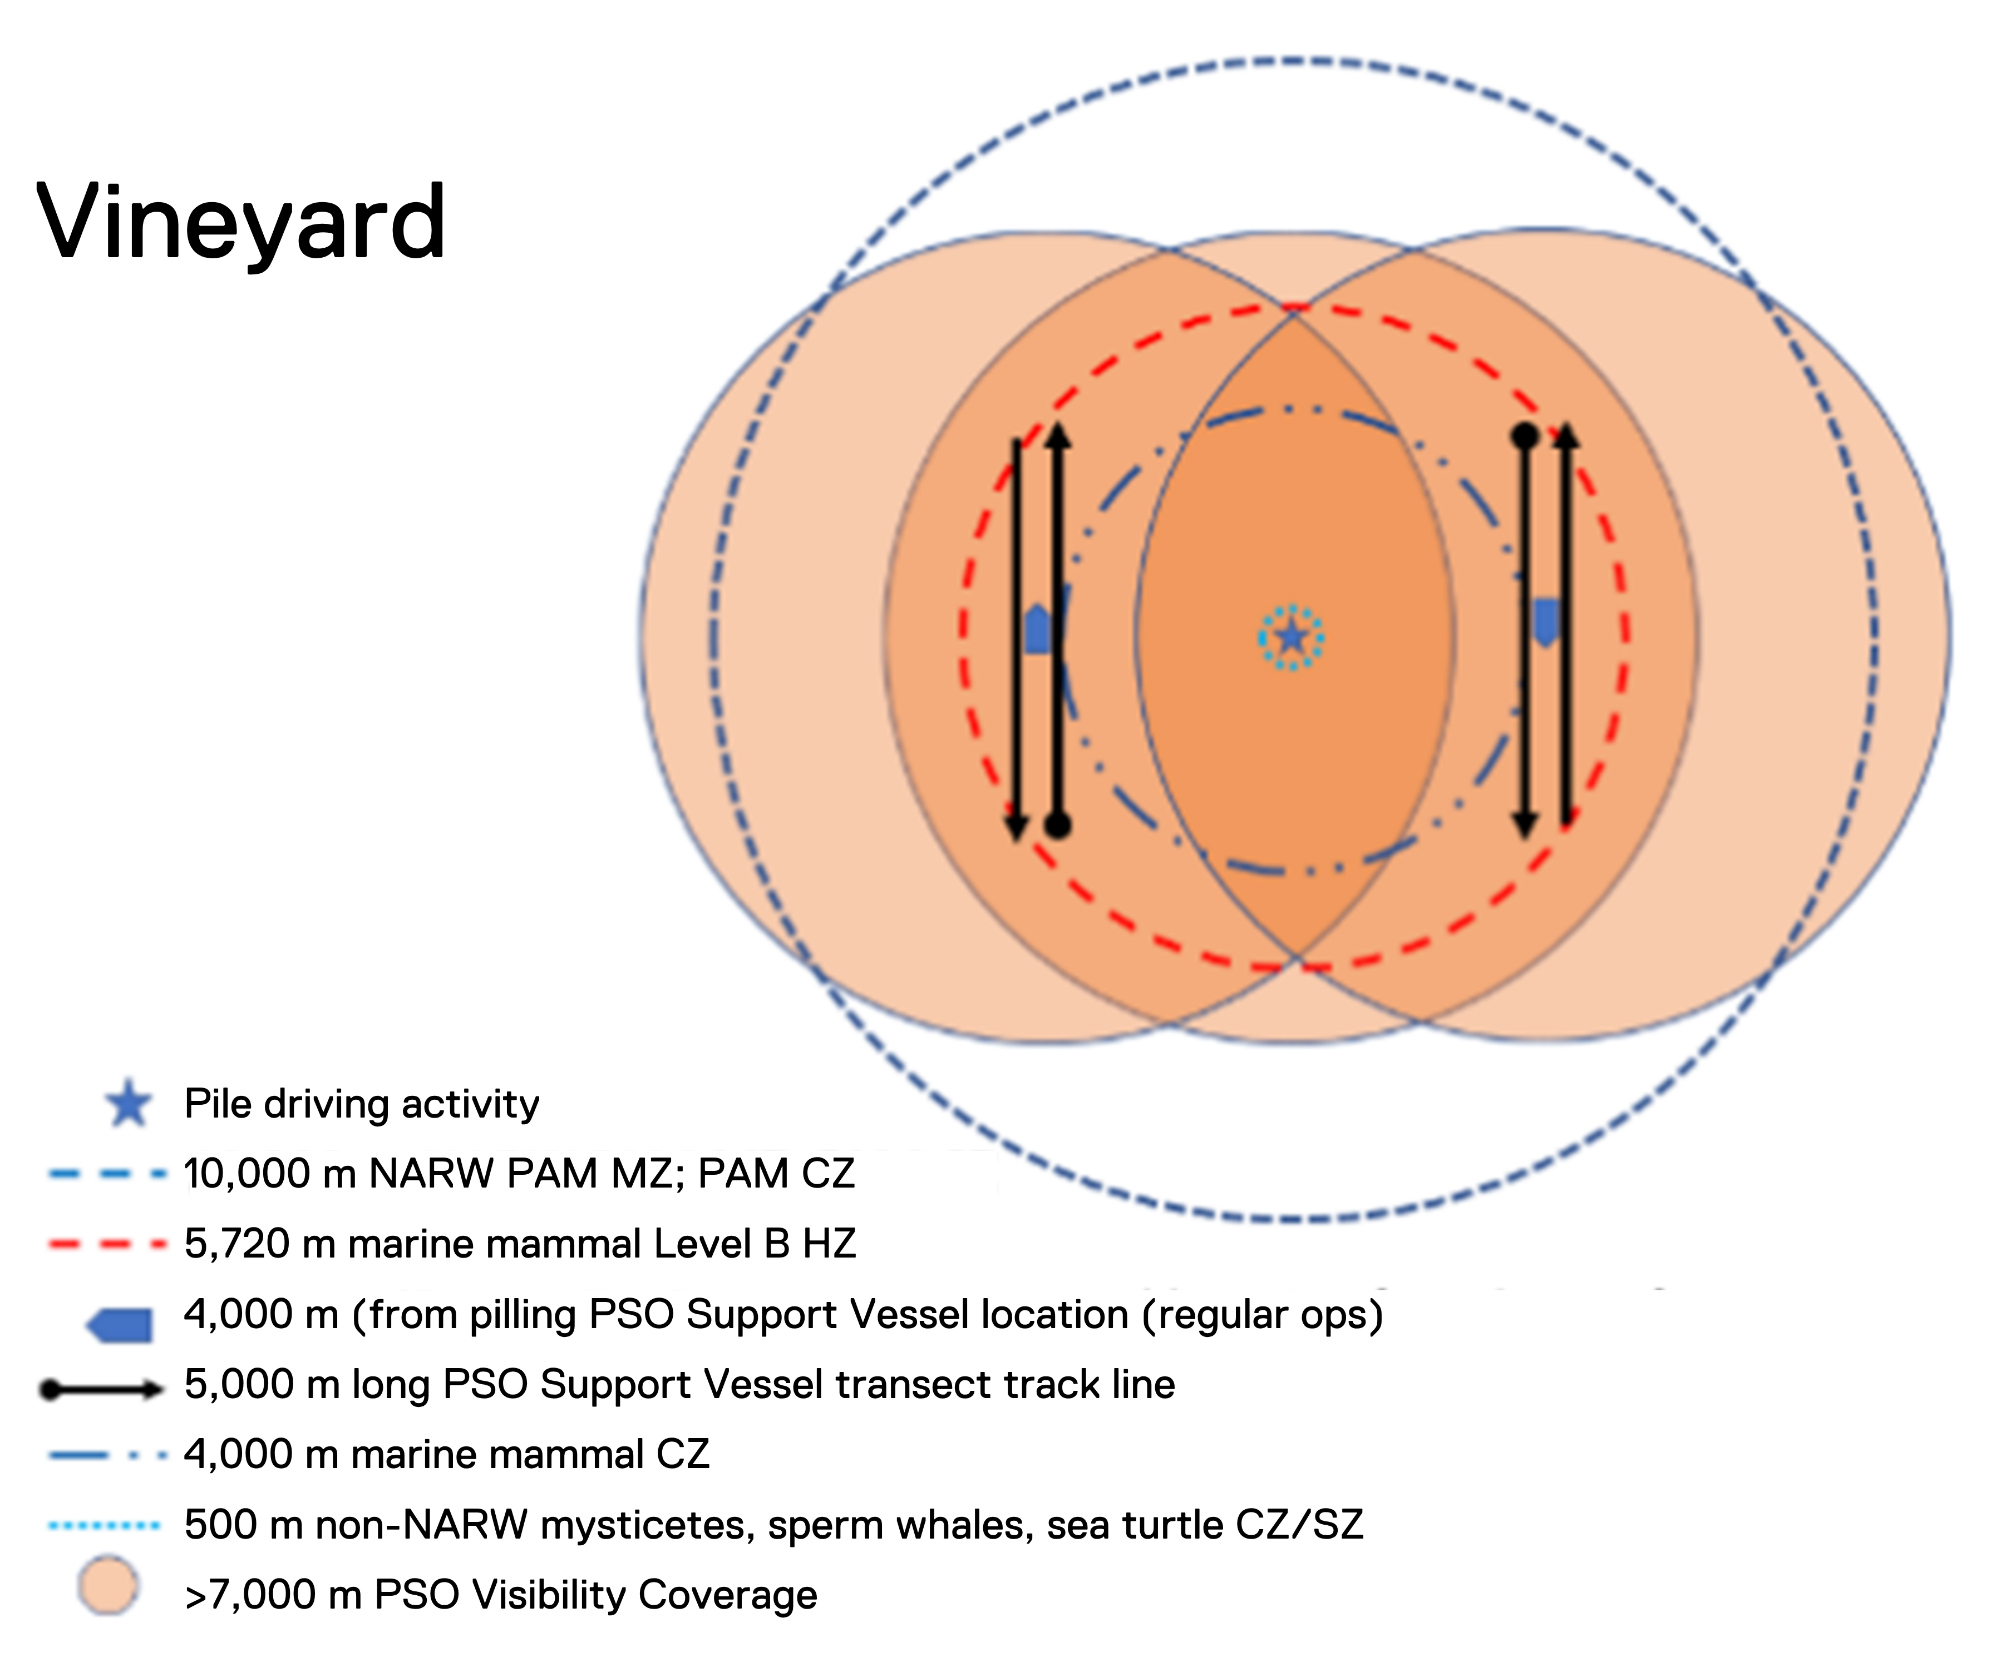 Vineyard
Pile driving activity
10,000 m NARW PAM MZ; PAM CZ
5,720 m marine mammal Level B HZ
4,000 m (from pilling PSO Support Vessel location (regular ops)
5,000 m long PSO Support Vessel transect track line
4,000 m marine mammal CZ
500 m non-NARW mysticetes, sperm whales, sea turtle CZ/SZ
>7,000 m PSO Visibility Coverage